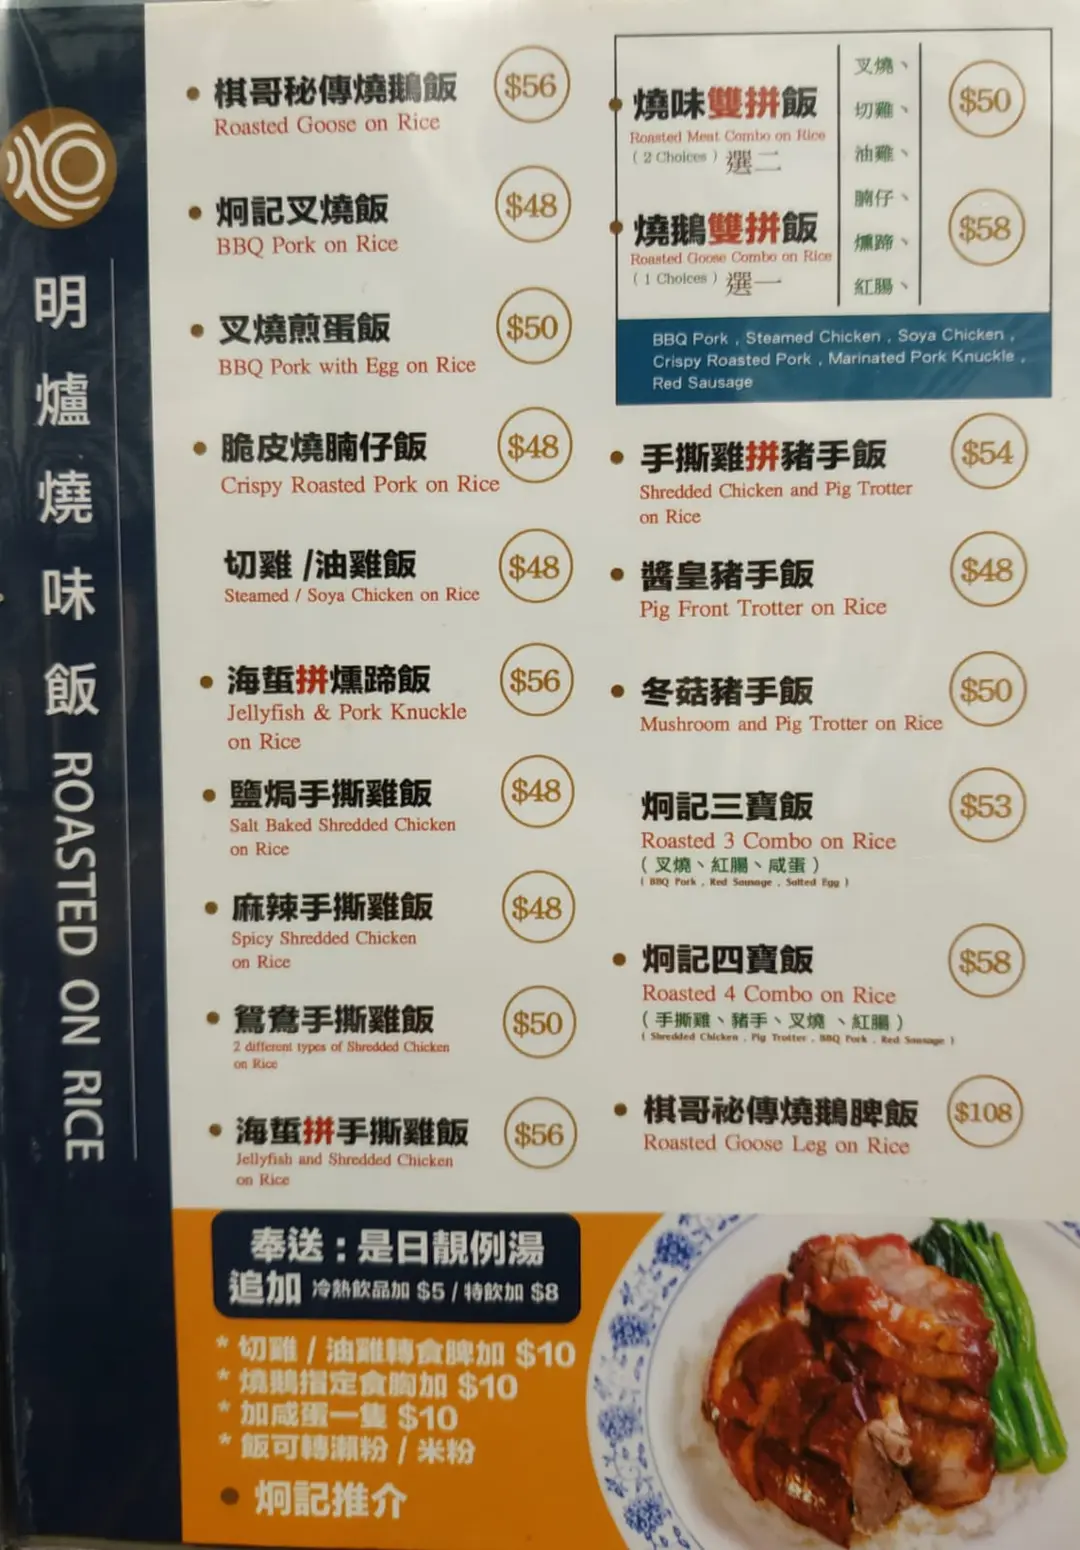 明爐燒味飯 ROASTED ON RICE
棋哥秘傳燒鵝飯 $56
Roasted Goose on Rice
炯記叉燒飯 $48
BBQ Pork on Rice
叉燒煎蛋飯 $50
BBQ Pork with Egg on Rice
脆皮燒腩仔飯 $48
Crispy Roasted Pork on Rice
切雞 /油雞飯 $48
Steamed / Soya Chicken on Rice
海蜇拼燻蹄飯 $56
Jellyfish & Pork Knuckle
on Rice
鹽焗手撕雞飯 $48
Salt Baked Shredded Chicken
on Rice
麻辣手撕雞飯 $48
Spicy Shredded Chicken
on Rice
鴛鴦手撕雞飯 $50
2 different types of Shredded Chicken
on Rice
海蜇拼手撕雞飯 $56
Jellyfish and Shredded Chicken
on Rice
燒味雙拼飯 $50
Roasted Meat Combo on Rice
( 2 Choices ) 選二
燒鵝雙拼飯 $58
Roasted Goose Combo on Rice
( 1 Choices ) 選一
叉燒、
切雞、
油雞、
腩仔、
燻蹄、
紅腸、
BBQ Pork , Steamed Chicken , Soya Chicken ,
Crispy Roasted Pork , Marinated Pork Knuckle ,
Red Sausage
手撕雞拼豬手飯 $54
Shredded Chicken and Pig Trotter
on Rice
醬皇豬手飯 $48
Pig Front Trotter on Rice
冬菇豬手飯 $50
Mushroom and Pig Trotter on Rice
炯記三寶飯 $53
Roasted 3 Combo on Rice
( 叉燒、紅腸、咸蛋 )
( BBQ Pork , Red Sausage , Salted Egg )
炯記四寶飯 $58
Roasted 4 Combo on Rice
( 手撕雞、豬手、叉燒 、紅腸 )
( Shredded Chicken , Pig Trotter , BBQ Pork , Red Sausage )
棋哥祕傳燒鵝脾飯 $108
Roasted Goose Leg on Rice
奉送：是日靚例湯
追加 冷熱飲品加 $5 / 特飲加 $8
* 切雞 / 油雞轉食脾加 $10
* 燒鵝指定食胸加 $10
* 加咸蛋一隻 $10
* 飯可轉瀨粉 / 米粉
炯記推介